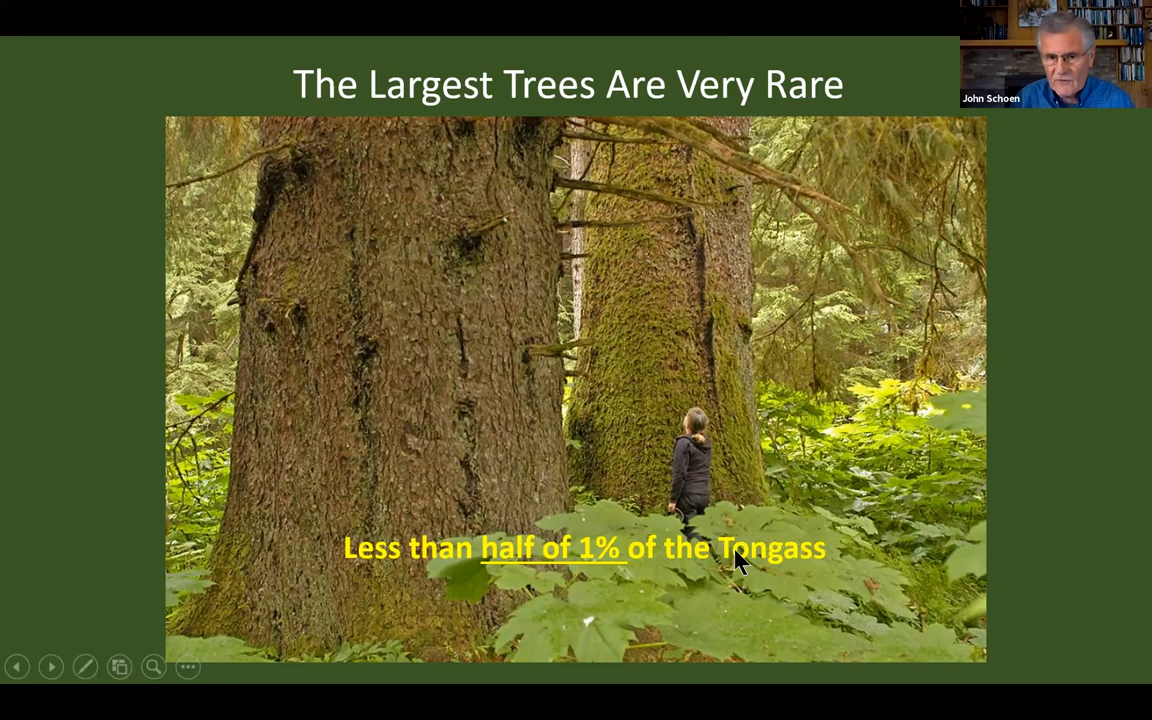 The Largest Trees Are Very Rare
John Schoen
Less than half of 1% of the Tongass